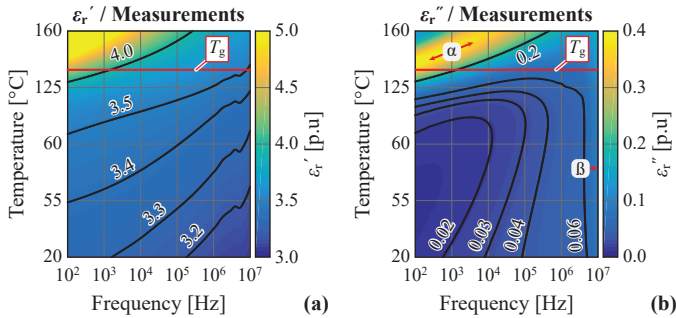 εr′ / Measurements
160
125
60
55
20
Temperature [°C]
4.0
3.5
3.4
3.3
3.2
Tg
10² 10³ 10⁴ 10⁵ 10⁶ 10⁷
Frequency [Hz]
5.0
4.5
4.0
3.5
3.0
εr′ [p.u]
(a)
εr″ / Measurements
160
125
60
55
20
Temperature [°C]
α
0.2
Tg
ß
0.02
0.03
0.04
0.06
10² 10³ 10⁴ 10⁵ 10⁶ 10⁷
Frequency [Hz]
0.4
0.3
0.2
0.1
0.0
εr″ [p.u]
(b)